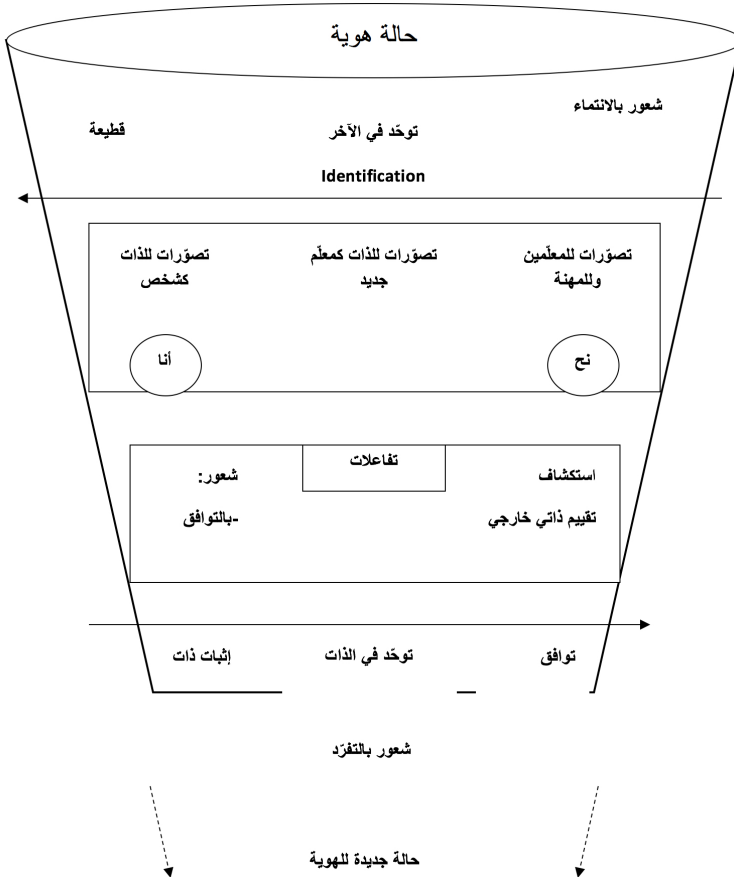 حالة هوية
شعور بالانتماء
توحّد في الآخر
قطيعة
Identification
تصوّرات للمعلّمين
وللمهنة
تصوّرات للذات كمعلّم
جديد
تصوّرات للذات
كشخص
نح
أنا
تفاعلات
استكشاف
شعور:
تقييم ذاتي خارجي
-بالتوافق
توافق
توحّد في الذات
إثبات ذات
شعور بالتفرّد
حالة جديدة للهوية